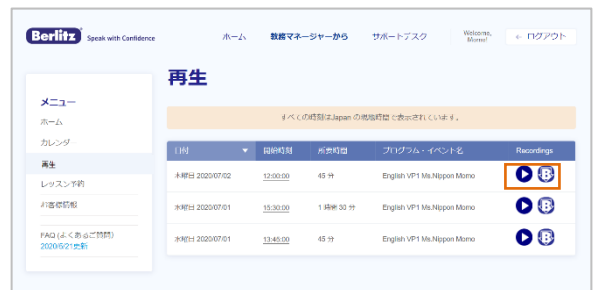 Berlitz Speak with Confidence
ホーム 教務マネージャーから サポートデスク Welcome, Momo! ログアウト
再生
メニュー
ホーム
カレンダー
再生
レッスン予約
お客様情報
FAQ (よくあるご質問)
2020/5/21更新
すべての時刻はJapan の現地時間で表示されています。
日付 開始時刻 所要時間 プログラム・イベント名 Recordings
木曜日 2020/07/02 12:00:00 45 分 English VP1 Ms.Nippon Momo B
水曜日 2020/07/01 15:30:00 1 時間 30 分 English VP1 Ms.Nippon Momo B
水曜日 2020/07/01 13:45:00 45 分 English VP1 Ms.Nippon Momo B